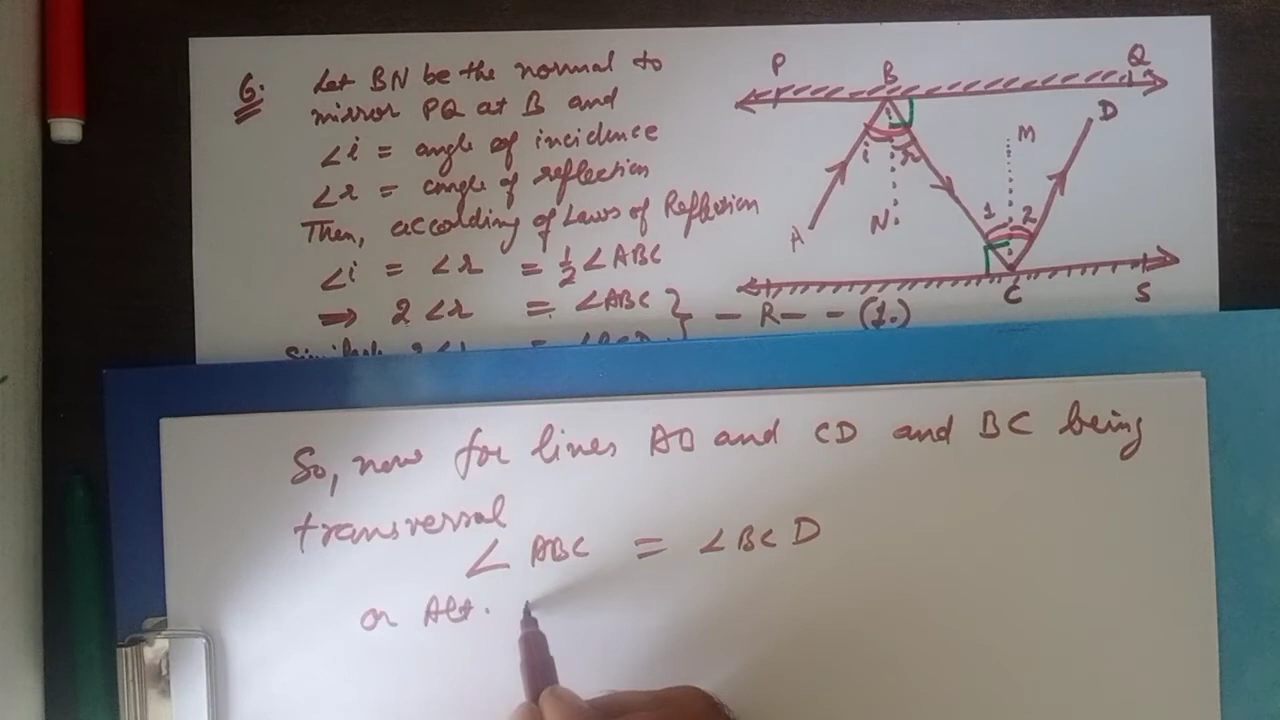 6.
Let BN be the normal to
mirror PQ at B and
∠i = angle of incidence
∠r = angle of reflection
Then, according of Laws of Reflection
∠i = ∠r = 1/2 ∠ABC
⇒ 2∠r = ∠ABC } - R - - (1.)
P B Q
D
M
i r
A N 1 2
C S
So, now for lines AB and CD and BC being
transversal
∠ABC = ∠BCD
or Alt.